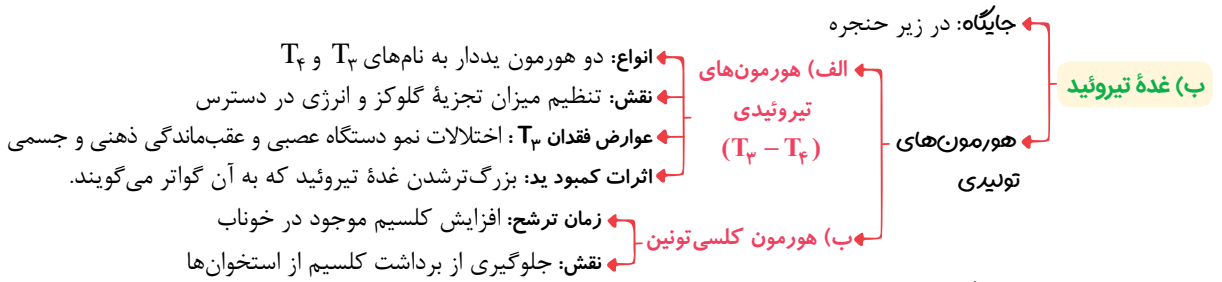 ب) غدۀ تیروئید
جایگاه: در زیر حنجره
هورمون‌های
تولیدی
الف) هورمون‌های
تیروئیدی
(T۳ – T۴)
انواع: دو هورمون یددار به نام‌های T۳ و T۴
نقش: تنظیم میزان تجزیۀ گلوکز و انرژی در دسترس
عوارض فقدان T۳: اختلالات نمو دستگاه عصبی و عقب‌ماندگی ذهنی و جسمی
اثرات کمبود ید: بزرگ‌ترشدن غدۀ تیروئید که به آن گواتر می‌گویند.
ب) هورمون کلسی‌تونین
زمان ترشح: افزایش کلسیم موجود در خوناب
نقش: جلوگیری از برداشت کلسیم از استخوان‌ها